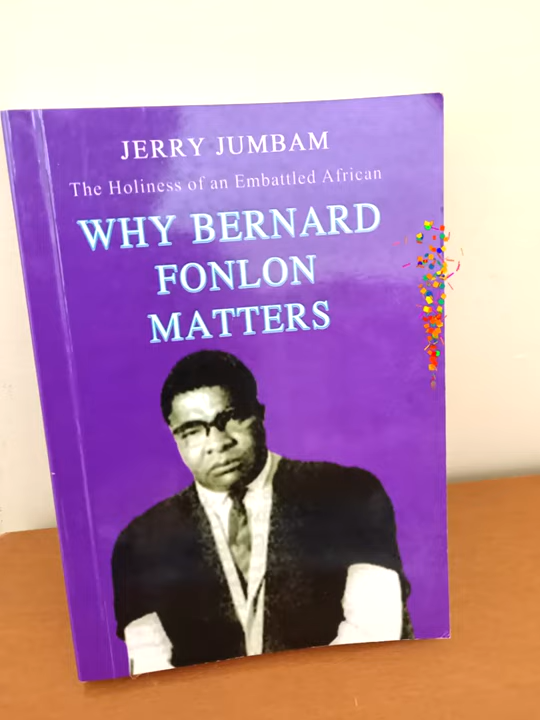 JERRY JUMBAM
The Holiness of an Embattled African
WHY BERNARD
FONLON
MATTERS